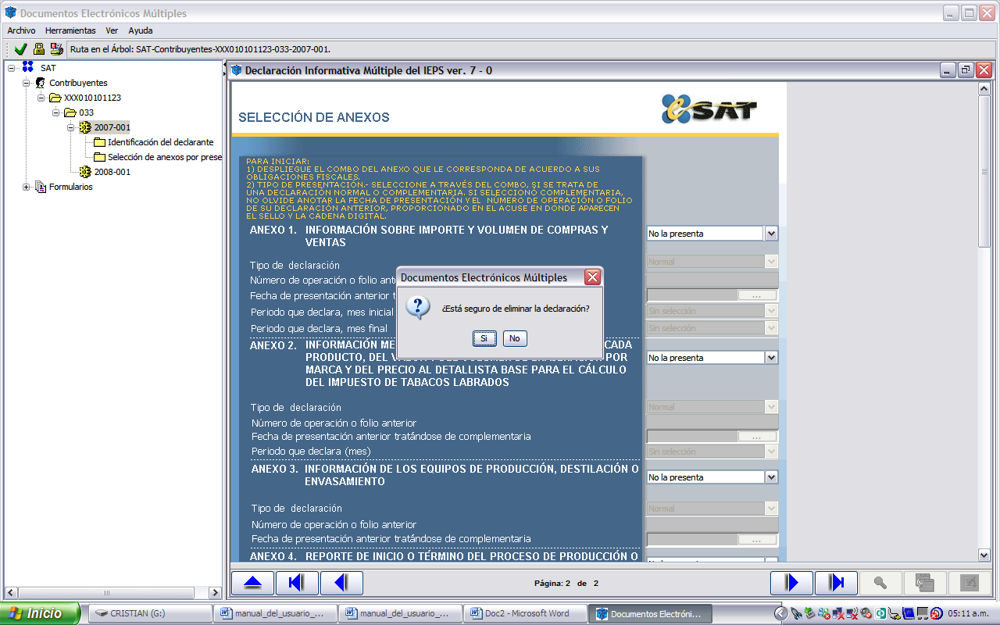 Documentos Electrónicos Múltiples
Archivo Herramientas Ver Ayuda
Ruta en el Árbol: SAT-Contribuyentes-XXX010101123-033-2007-001.
SAT
Contribuyentes
XXX010101123
033
2007-001
Identificación del declarante
Selección de anexos por prese
2008-001
Formularios
Declaración Informativa Múltiple del IEPS ver. 7 - 0
SELECCIÓN DE ANEXOS
SAT
PARA INICIAR:
1) DESPLIEGUE EL COMBO DEL ANEXO QUE LE CORRESPONDA DE ACUERDO A SUS
OBLIGACIONES FISCALES.
2) TIPO DE PRESENTACIÓN.- SELECCIONE A TRAVÉS DEL COMBO, SI SE TRATA
DE UNA DECLARACIÓN NORMAL O COMPLEMENTARIA. SI SELECCIONÓ COMPLEMENTARIA,
NO OLVIDE ANOTAR LA FECHA DE PRESENTACIÓN Y EL NÚMERO DE OPERACIÓN O FOLIO
DE SU DECLARACIÓN ANTERIOR, PROPORCIONADO EN EL ACUSE EN DONDE APARECEN
EL SELLO Y LA CADENA DIGITAL.
ANEXO 1. INFORMACIÓN SOBRE IMPORTE Y VOLUMEN DE COMPRAS Y
VENTAS
No la presenta
Tipo de declaración
Normal
Número de operación o folio ant
Fecha de presentación anterior t
...
Periodo que declara, mes inicial
Sin selección
Periodo que declara, mes final
Sin selección
Documentos Electrónicos Múltiples
¿Está seguro de eliminar la declaración?
Si No
ANEXO 2. INFORMACIÓN ME CADA
PRODUCTO, DEL POR
MARCA Y DEL PRECIO AL DETALLISTA BASE PARA EL CÁLCULO
DEL IMPUESTO DE TABACOS LABRADOS
No la presenta
Tipo de declaración
Normal
Número de operación o folio anterior
Fecha de presentación anterior tratándose de complementaria
...
Periodo que declara (mes)
Sin selección
ANEXO 3. INFORMACIÓN DE LOS EQUIPOS DE PRODUCCIÓN, DESTILACIÓN O
ENVASAMIENTO
No la presenta
Tipo de declaración
Normal
Número de operación o folio anterior
Fecha de presentación anterior tratándose de complementaria
...
ANEXO 4. REPORTE DE INICIO O TÉRMINO DEL PROCESO DE PRODUCCIÓN O
Página: 2 de 2
Inicio
CRISTIAN (G:)
manual_del_usuario_...
manual_del_usuario_...
Doc2 - Microsoft Word
Documentos Electróni...
05:11 a.m.